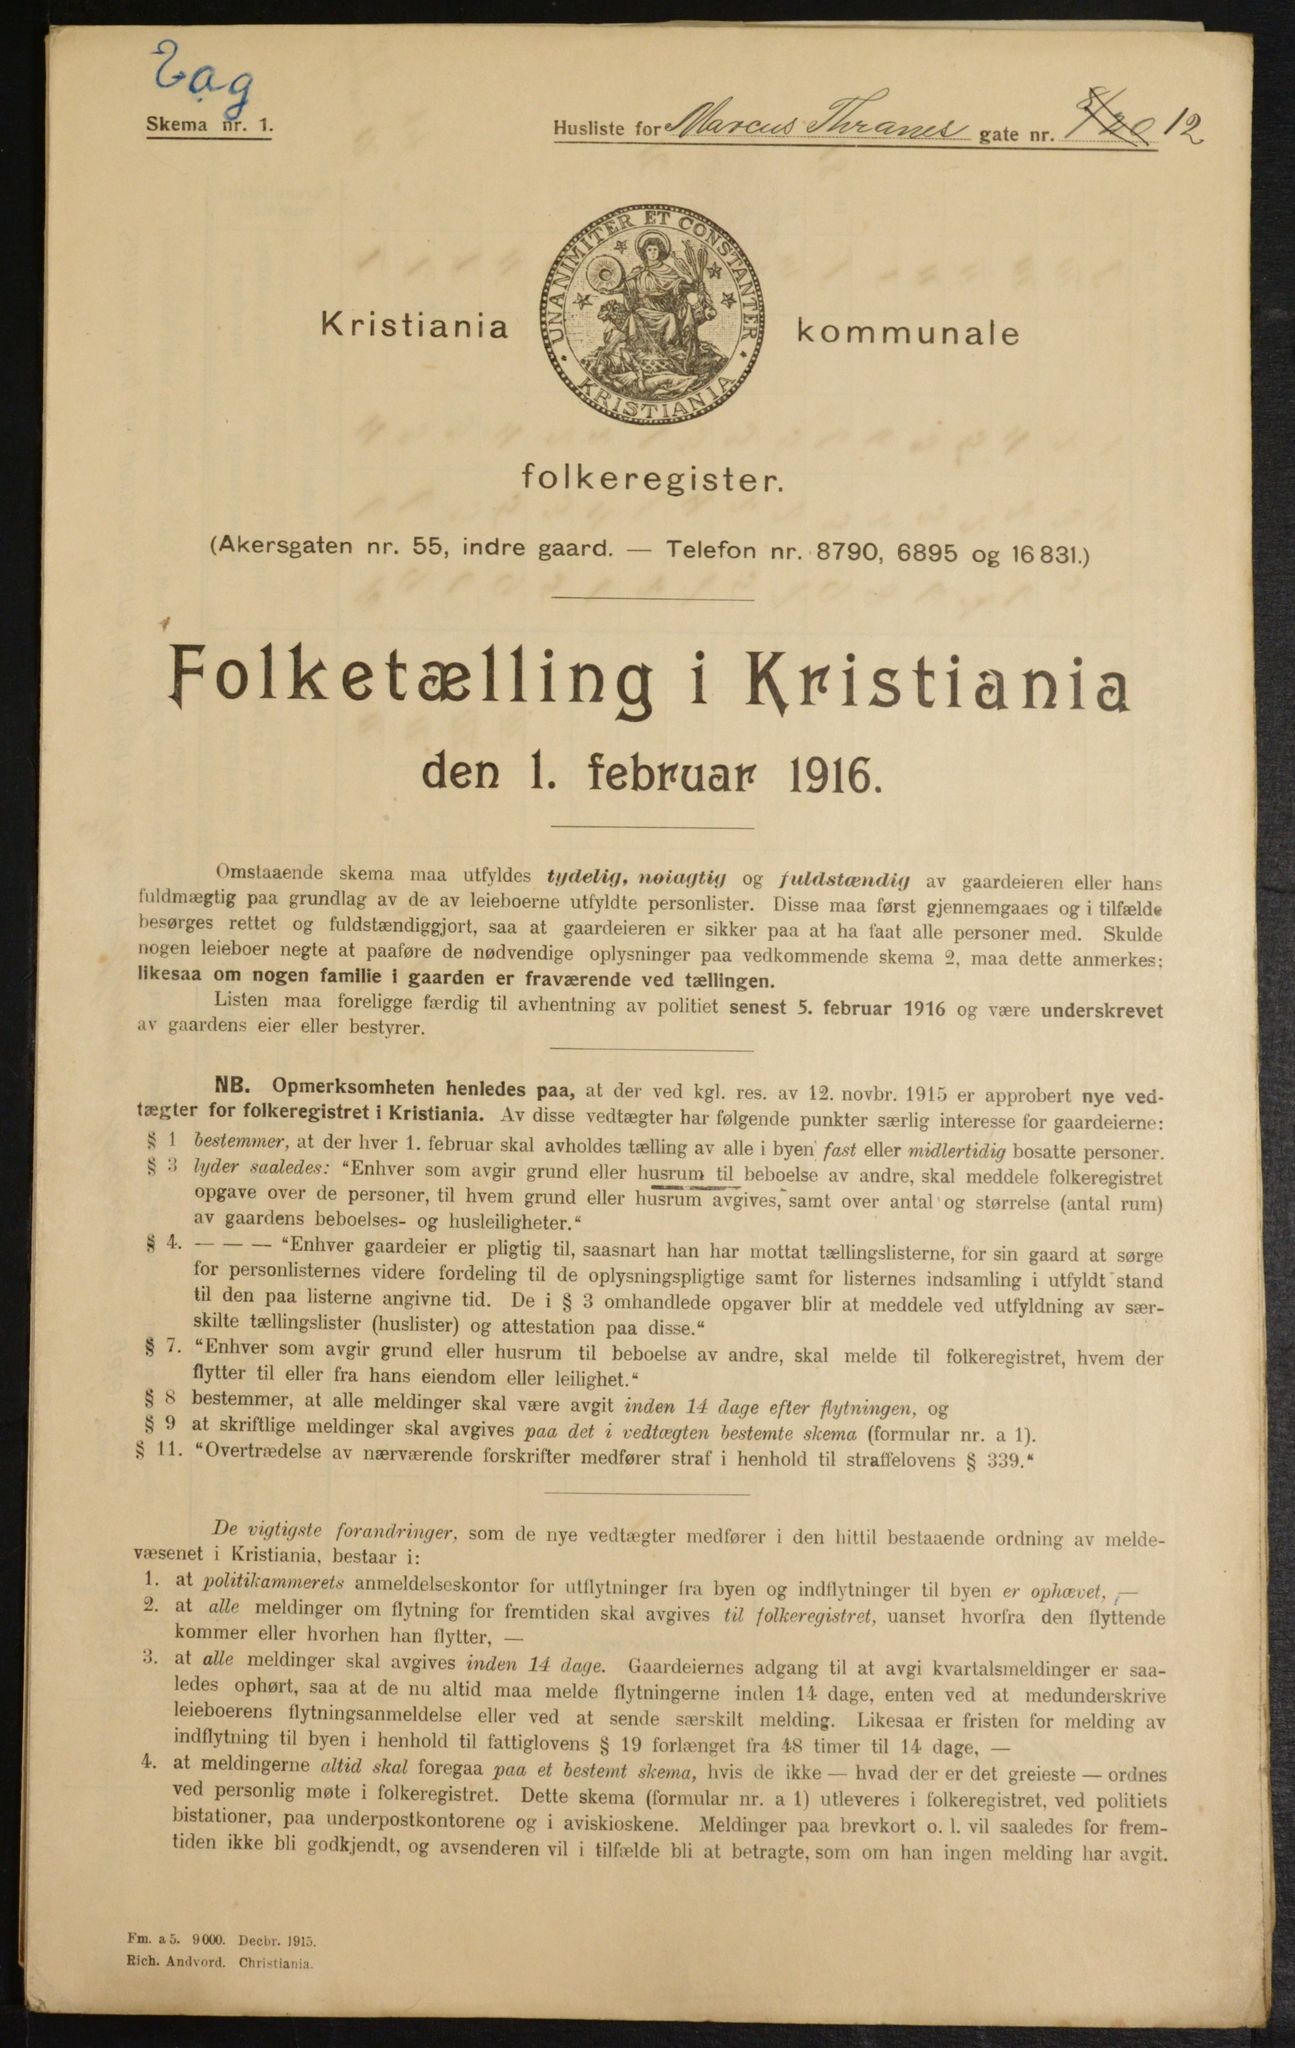 Skema nr. 1.
Husliste for Marcus Thranes gate nr. 12
UNANIMITER ET CONSTANTER
KRISTIANIA
Kristiania kommunale
folkeregister.
(Akersgaten nr. 55, indre gaard. — Telefon nr. 8790, 6895 og 16 831.)
Folketælling i Kristiania
den 1. februar 1916.
Omstaaende skema maa utfyldes tydelig, nøiagtig og fuldstændig av gaardeieren eller hans
fuldmægtig paa grundlag av de av leieboerne utfyldte personlister. Disse maa først gjennemgaaes og i tilfælde
besørges rettet og fuldstændiggjort, saa at gaardeieren er sikker paa at ha faat alle personer med. Skulde
nogen leieboer negte at paaføre de nødvendige oplysninger paa vedkommende skema 2, maa dette anmerkes;
likesaa om nogen familie i gaarden er fraværende ved tællingen.
Listen maa foreligge færdig til avhentning av politiet senest 5. februar 1916 og være underskrevet
av gaardens eier eller bestyrer.
NB. Opmerksomheten henledes paa, at der ved kgl. res. av 12. novbr. 1915 er approbert nye ved-
tægter for folkeregistret i Kristiania. Av disse vedtægter har følgende punkter særlig interesse for gaardeierne:
§ 1 bestemmer, at der hver 1. februar skal avholdes tælling av alle i byen fast eller midlertidig bosatte personer.
§ 3 lyder saaledes: “Enhver som avgir grund eller husrum til beboelse av andre, skal meddele folkeregistret
opgave over de personer, til hvem grund eller husrum avgives, samt over antal og størrelse (antal rum)
av gaardens beboelses- og husleiligheter.“
§ 4. — — — “Enhver gaardeier er pligtig til, saasnart han har mottat tællingslisterne, for sin gaard at sørge
for personlisternes videre fordeling til de oplysningspligtige samt for listernes indsamling i utfyldt stand
til den paa listerne angivne tid. De i § 3 omhandlede opgaver blir at meddele ved utfyldning av sær-
skilte tællingslister (huslister) og attestation paa disse.“
§ 7. “Enhver som avgir grund eller husrum til beboelse av andre, skal melde til folkeregistret, hvem der
flytter til eller fra hans eiendom eller leilighet.“
§ 8 bestemmer, at alle meldinger skal være avgit inden 14 dage efter flytningen, og
§ 9 at skriftlige meldinger skal avgives paa det i vedtægten bestemte skema (formular nr. a 1).
§ 11. “Overtrædelse av nærværende forskrifter medfører straf i henhold til straffelovens § 339.“
De vigtigste forandringer, som de nye vedtægter medfører i den hittil bestaaende ordning av melde-
væsenet i Kristiania, bestaar i:
1. at politikammerets anmeldelseskontor for utflytninger fra byen og indflytninger til byen er ophævet, —
2. at alle meldinger om flytning for fremtiden skal avgives til folkeregistret, uanset hvorfra den flyttende
kommer eller hvorhen han flytter, —
3. at alle meldinger skal avgives inden 14 dage. Gaardeiernes adgang til at avgi kvartalsmeldinger er saa-
ledes ophørt, saa at de nu altid maa melde flytningerne inden 14 dage, enten ved at medunderskrive
leieboerens flytningsanmeldelse eller ved at sende særskilt melding. Likesaa er fristen for melding av
indflytning til byen i henhold til fattiglovens § 19 forlænget fra 48 timer til 14 dage, —
4. at meldingerne altid skal foregaa paa et bestemt skema, hvis de ikke — hvad der er det greieste — ordnes
ved personlig møte i folkeregistret. Dette skema (formular nr. a 1) utleveres i folkeregistret, ved politiets
bistationer, paa underpostkontorene og i aviskioskene. Meldinger paa brevkort o. l. vil saaledes for frem-
tiden ikke bli godkjendt, og avsenderen vil i tilfælde bli at betragte, som om han ingen melding har avgit.
Fm. a 5. 9 000. Decbr. 1915.
Rich. Andvord. Christiania.